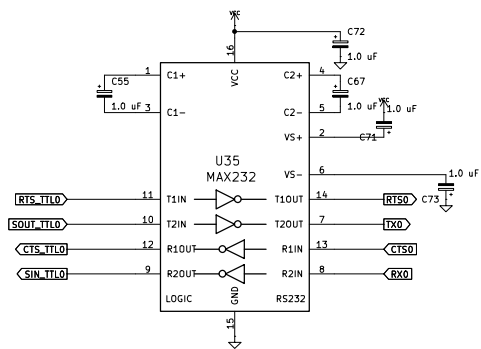 VCC
C72
16
1.0 uF
1 C1+ VCC C2+ 4
C55 C67
1.0 uF 3 C1- C2- 5 1.0 uF
VCC 1.0 uF
VS+ 2 C71
U35
MAX232
VS- 6 1.0 uF
RTS_TTL0 11 T1IN T1OUT 14 RTS0 C73
SOUT_TTL0 10 T2IN T2OUT 7 TX0
CTS_TTL0 12 R1OUT R1IN 13 CTS0
SIN_TTL0 9 R2OUT R2IN 8 RX0
LOGIC GND RS232
15